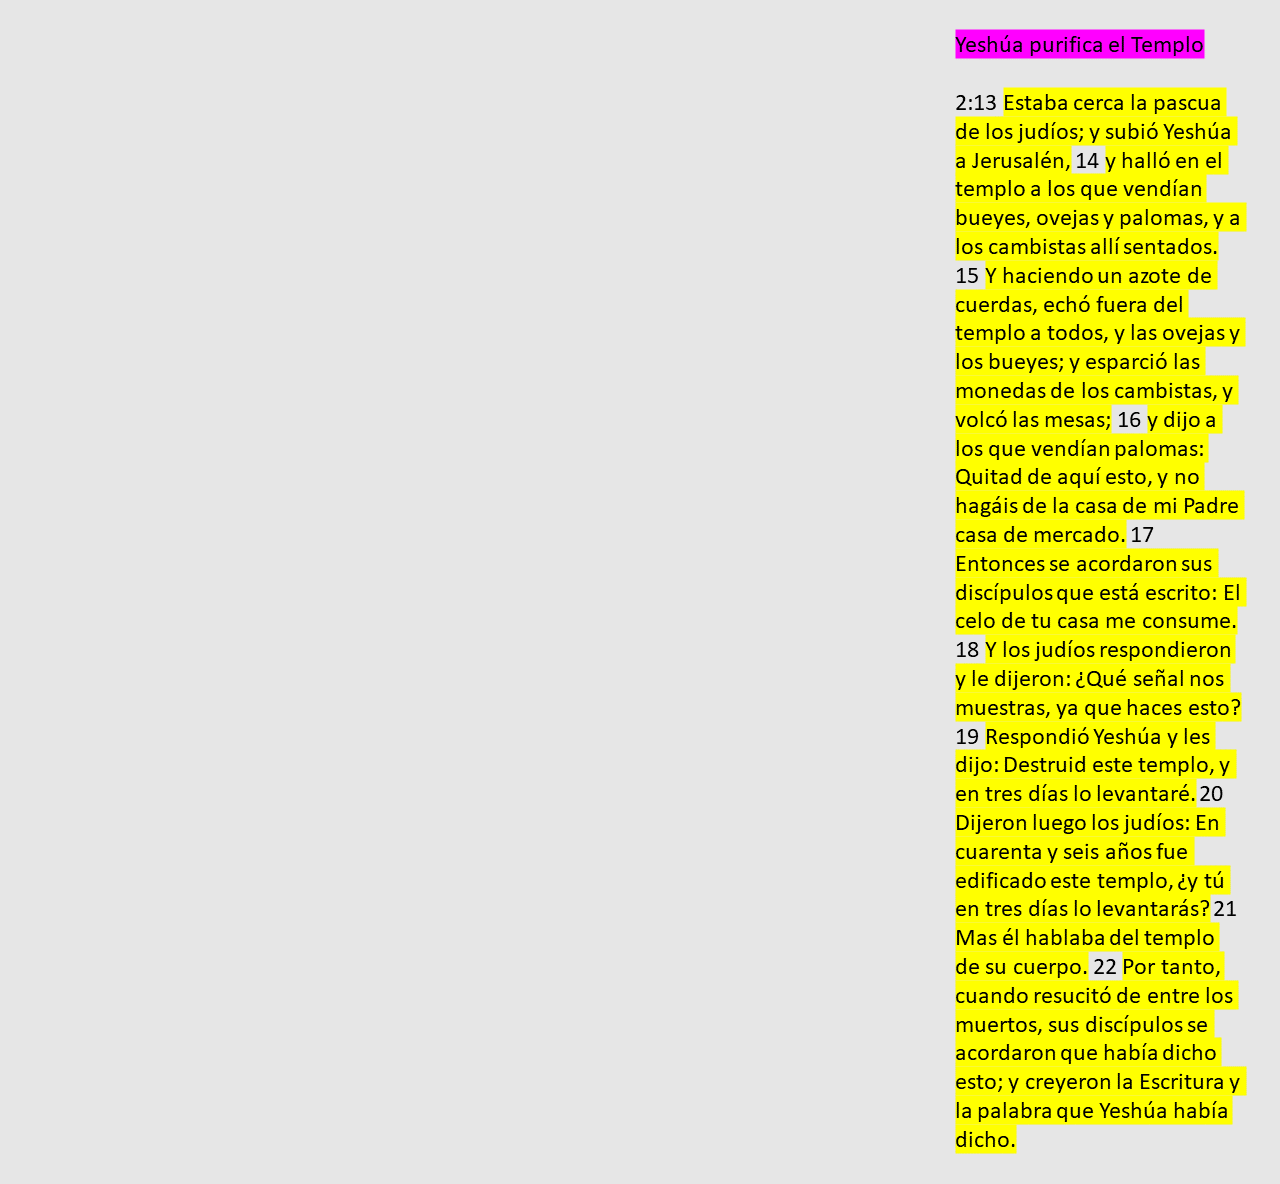 Yeshúa purifica el Templo
2:13 Estaba cerca la pascua
de los judíos; y subió Yeshúa
a Jerusalén, 14 y halló en el
templo a los que vendían
bueyes, ovejas y palomas, y a
los cambistas allí sentados.
15 Y haciendo un azote de
cuerdas, echó fuera del
templo a todos, y las ovejas y
los bueyes; y esparció las
monedas de los cambistas, y
volcó las mesas; 16 y dijo a
los que vendían palomas:
Quitad de aquí esto, y no
hagáis de la casa de mi Padre
casa de mercado. 17
Entonces se acordaron sus
discípulos que está escrito: El
celo de tu casa me consume.
18 Y los judíos respondieron
y le dijeron: ¿Qué señal nos
muestras, ya que haces esto?
19 Respondió Yeshúa y les
dijo: Destruid este templo, y
en tres días lo levantaré. 20
Dijeron luego los judíos: En
cuarenta y seis años fue
edificado este templo, ¿y tú
en tres días lo levantarás? 21
Mas él hablaba del templo
de su cuerpo. 22 Por tanto,
cuando resucitó de entre los
muertos, sus discípulos se
acordaron que había dicho
esto; y creyeron la Escritura y
la palabra que Yeshúa había
dicho.